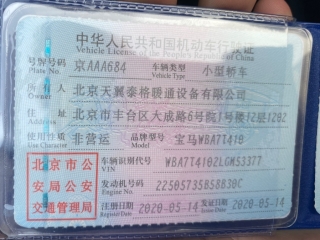 中华人民共和国机动车行驶证
Vehicle License of the People's Republic of China
号牌号码 京AAA684 车辆类型 小型轿车
Plate No. Vehicle Type
所有人 北京天翼泰格暖通设备有限公司
Owner
住址 北京市丰台区大成路6号院1号楼72层1202
Address
使用性质 非营运 品牌型号 宝马WBA7T410
Use Character Model
北京市公
安局公安
交通管理局
车辆识别代号 WBA7T4102LGM53377
VIN
发动机号码 22505735B58B30C
Engine No.
注册日期 2020-05-14 发证日期 2020-05-14
Register Date Issue Date